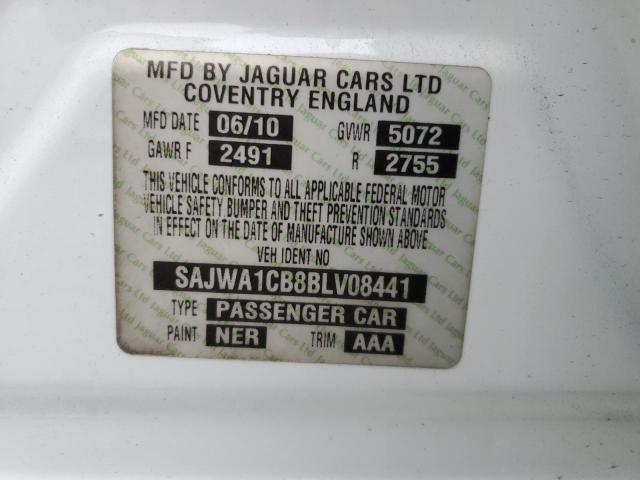 MFD BY JAGUAR CARS LTD
COVENTRY ENGLAND
MFD DATE 06/10 GVWR 5072
GAWR F 2491 R 2755
THIS VEHICLE CONFORMS TO ALL APPLICABLE FEDERAL MOTOR
VEHICLE SAFETY BUMPER AND THEFT PREVENTION STANDARDS
IN EFFECT ON THE DATE OF MANUFACTURE SHOWN ABOVE
VEH IDENT NO
SAJWA1CB8BLV08441
TYPE PASSENGER CAR
PAINT NER TRIM AAA